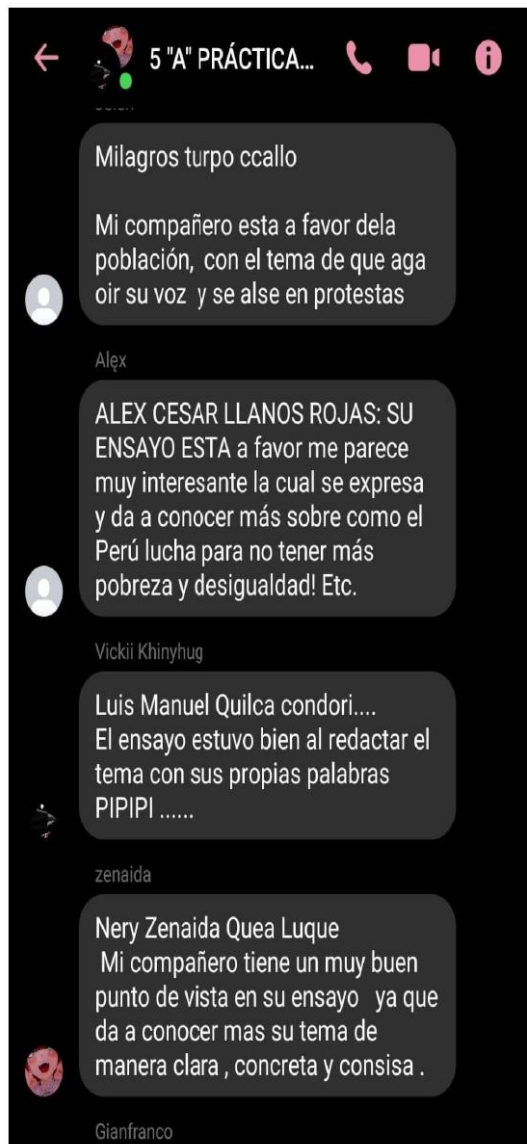 5 "A" PRÁCTICA...
Milagros turpo ccallo
Mi compañero esta a favor dela
población, con el tema de que aga
oir su voz y se alse en protestas
Alęx
ALEX CESAR LLANOS ROJAS: SU
ENSAYO ESTA a favor me parece
muy interesante la cual se expresa
y da a conocer más sobre como el
Perú lucha para no tener más
pobreza y desigualdad! Etc.
Vickii Khinyhug
Luis Manuel Quilca condori....
El ensayo estuvo bien al redactar el
tema con sus propias palabras
PIPIPI ......
zenaida
Nery Zenaida Quea Luque
Mi compañero tiene un muy buen
punto de vista en su ensayo ya que
da a conocer mas su tema de
manera clara , concreta y consisa .
Gianfranco